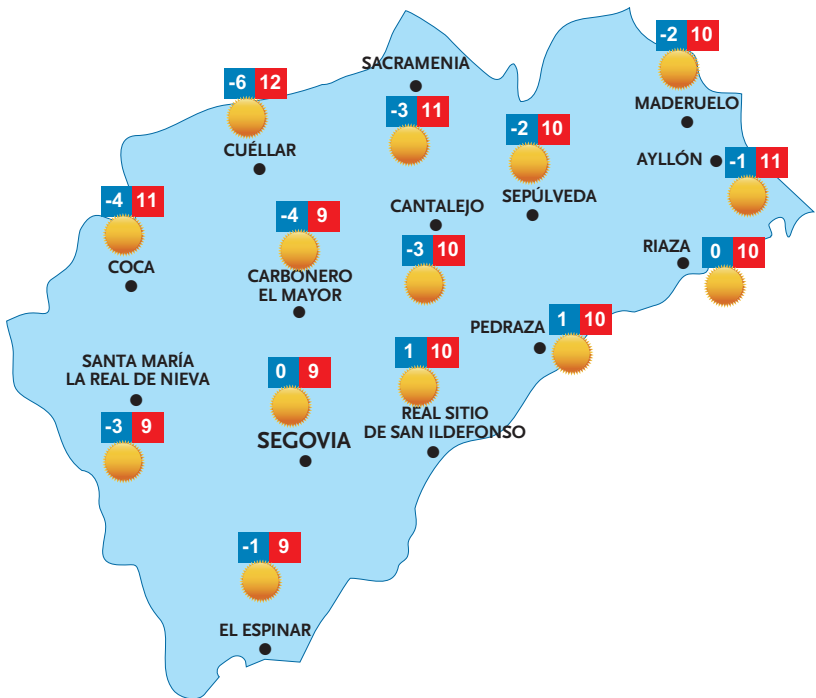 -2 10
MADERUELO
SACRAMENIA
-3 11
-6 12
CUÉLLAR
-2 10
SEPÚLVEDA
AYLLÓN
-1 11
-4 11
COCA
-4 9
CARBONERO
EL MAYOR
CANTALEJO
-3 10
RIAZA
0 10
PEDRAZA
1 10
SANTA MARÍA
LA REAL DE NIEVA
-3 9
0 9
SEGOVIA
1 10
REAL SITIO
DE SAN ILDEFONSO
-1 9
EL ESPINAR